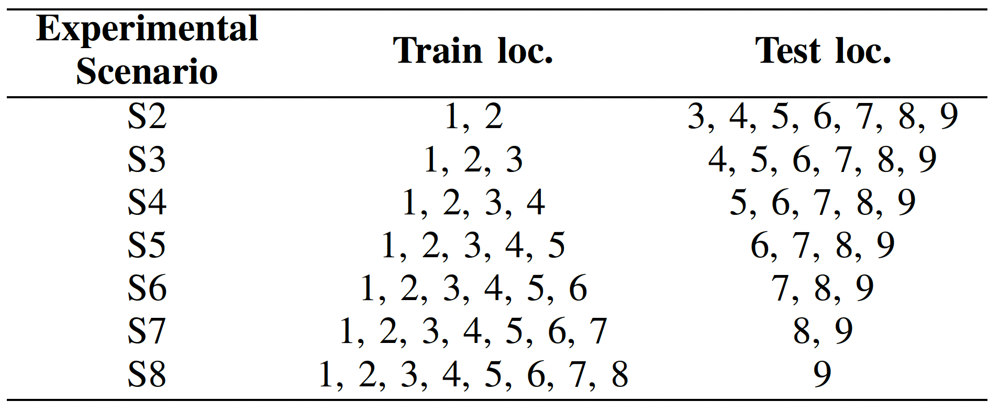 Experimental Scenario Train loc. Test loc.
S2 1, 2 3, 4, 5, 6, 7, 8, 9
S3 1, 2, 3 4, 5, 6, 7, 8, 9
S4 1, 2, 3, 4 5, 6, 7, 8, 9
S5 1, 2, 3, 4, 5 6, 7, 8, 9
S6 1, 2, 3, 4, 5, 6 7, 8, 9
S7 1, 2, 3, 4, 5, 6, 7 8, 9
S8 1, 2, 3, 4, 5, 6, 7, 8 9